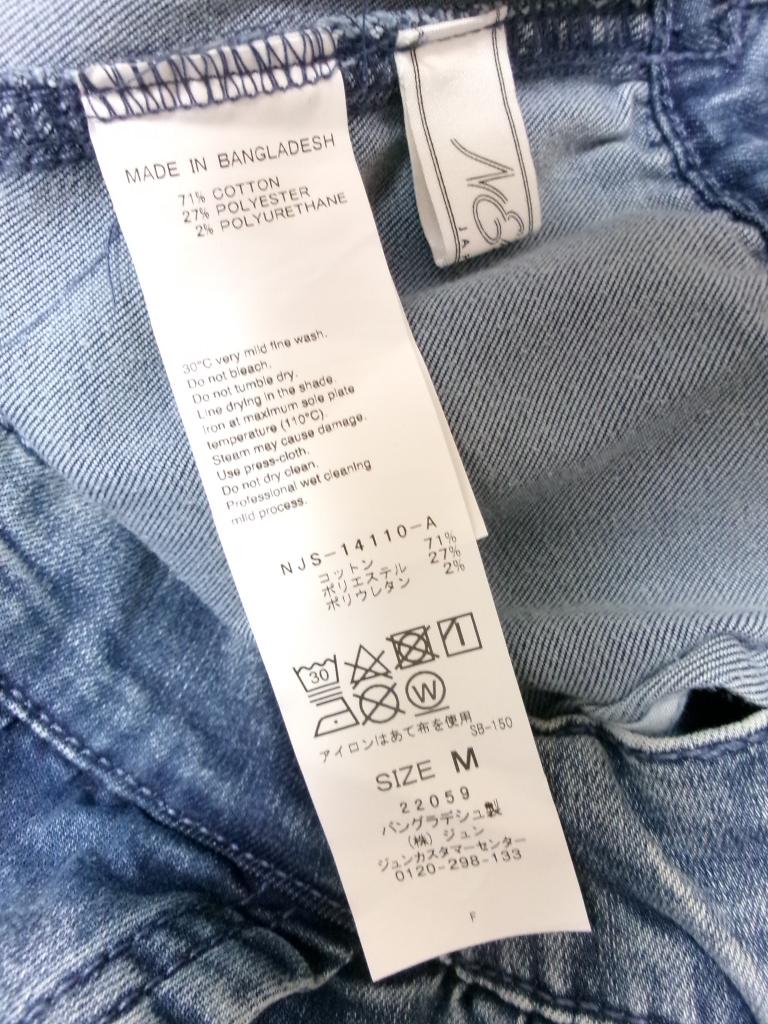 MADE IN BANGLADESH
71% COTTON
27% POLYESTER
2% POLYURETHANE
30°C very mild fine wash.
Do not bleach.
Do not tumble dry.
Line drying in the shade.
Iron at maximum sole plate
temperature (110°C).
Steam may cause damage.
Use press-cloth.
Do not dry clean.
Professional wet cleaning
mild process.
NJS-14110-A
コットン 71%
ポリエステル 27%
ポリウレタン 2%
30
W
アイロンはあて布を使用
SB-150
SIZE M
22059
バングラデシュ製
(株) ジュン
ジュンカスタマーセンター
0120-298-133
F